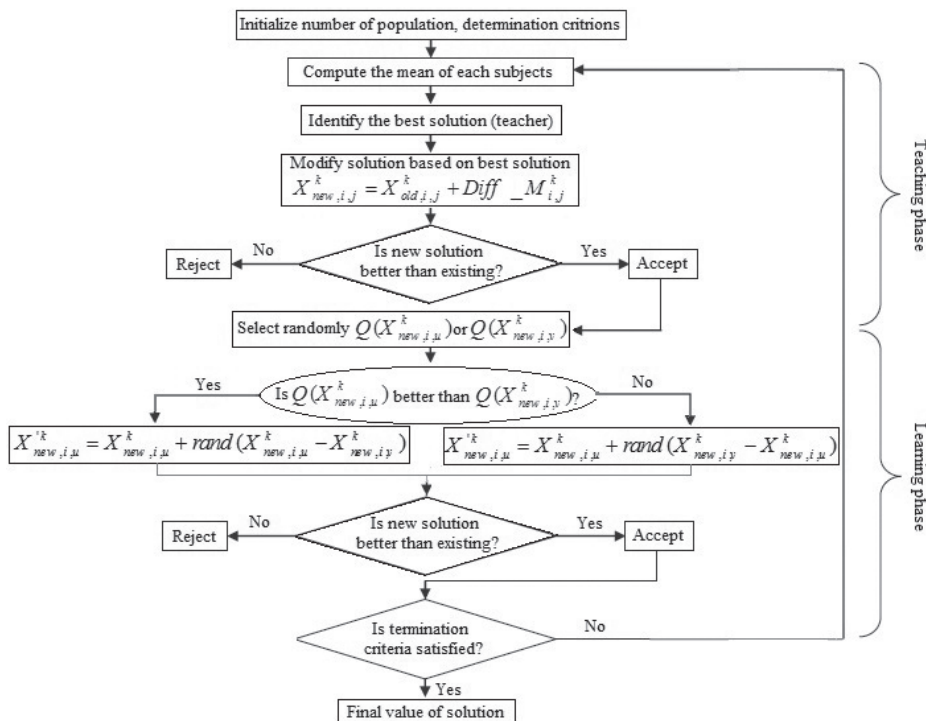 Initialize number of population, determination critrions
Compute the mean of each subjects
Identify the best solution (teacher)
Modify solution based on best solution
X^k_{new,i,j} = X^k_{old,i,j} + Diff _M^k_{i,j}
Is new solution
better than existing?
No
Yes
Reject
Accept
Select randomly Q(X^k_{new,i,u}) or Q(X^k_{new,i,v})
Is Q(X^k_{new,i,u}) better than Q(X^k_{new,i,v})?
Yes
No
X'^k_{new,i,u} = X^k_{new,i,u} + rand(X^k_{new,i,u} − X^k_{new,i,v})
X'^k_{new,i,u} = X^k_{new,i,u} + rand(X^k_{new,i,v} − X^k_{new,i,u})
Is new solution
better than existing?
No
Yes
Reject
Accept
Is termination
criteria satisfied?
No
Yes
Final value of solution
Teaching phase
Learning phase